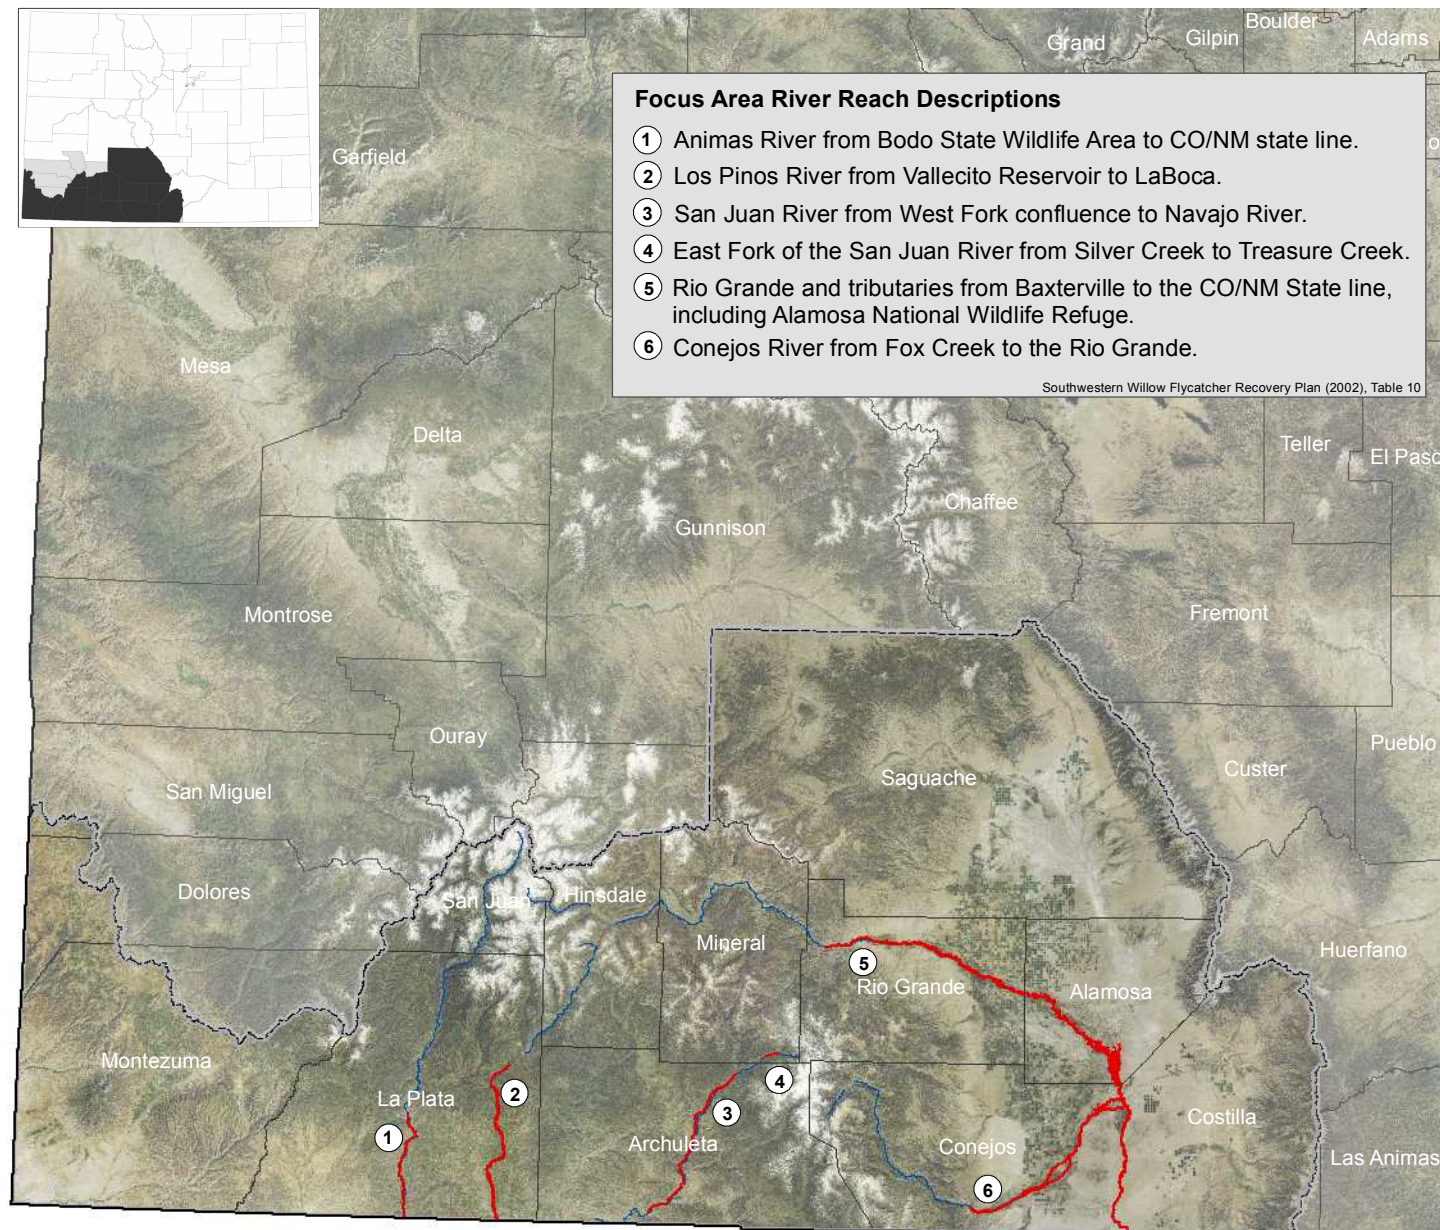 Boulder
Grand
Gilpin
Adams
Focus Area River Reach Descriptions
1 Animas River from Bodo State Wildlife Area to CO/NM state line.
2 Los Pinos River from Vallecito Reservoir to LaBoca.
3 San Juan River from West Fork confluence to Navajo River.
4 East Fork of the San Juan River from Silver Creek to Treasure Creek.
5 Rio Grande and tributaries from Baxterville to the CO/NM State line,
including Alamosa National Wildlife Refuge.
6 Conejos River from Fox Creek to the Rio Grande.
Southwestern Willow Flycatcher Recovery Plan (2002), Table 10
Garfield
Mesa
Delta
Teller
El Paso
Chaffee
Gunnison
Montrose
Fremont
Ouray
Pueblo
Custer
Saguache
San Miguel
Dolores
San Juan
Hinsdale
Mineral
Huerfano
5
Rio Grande
Alamosa
Montezuma
4
2
La Plata
3
Costilla
1
Archuleta
Conejos
Las Animas
6